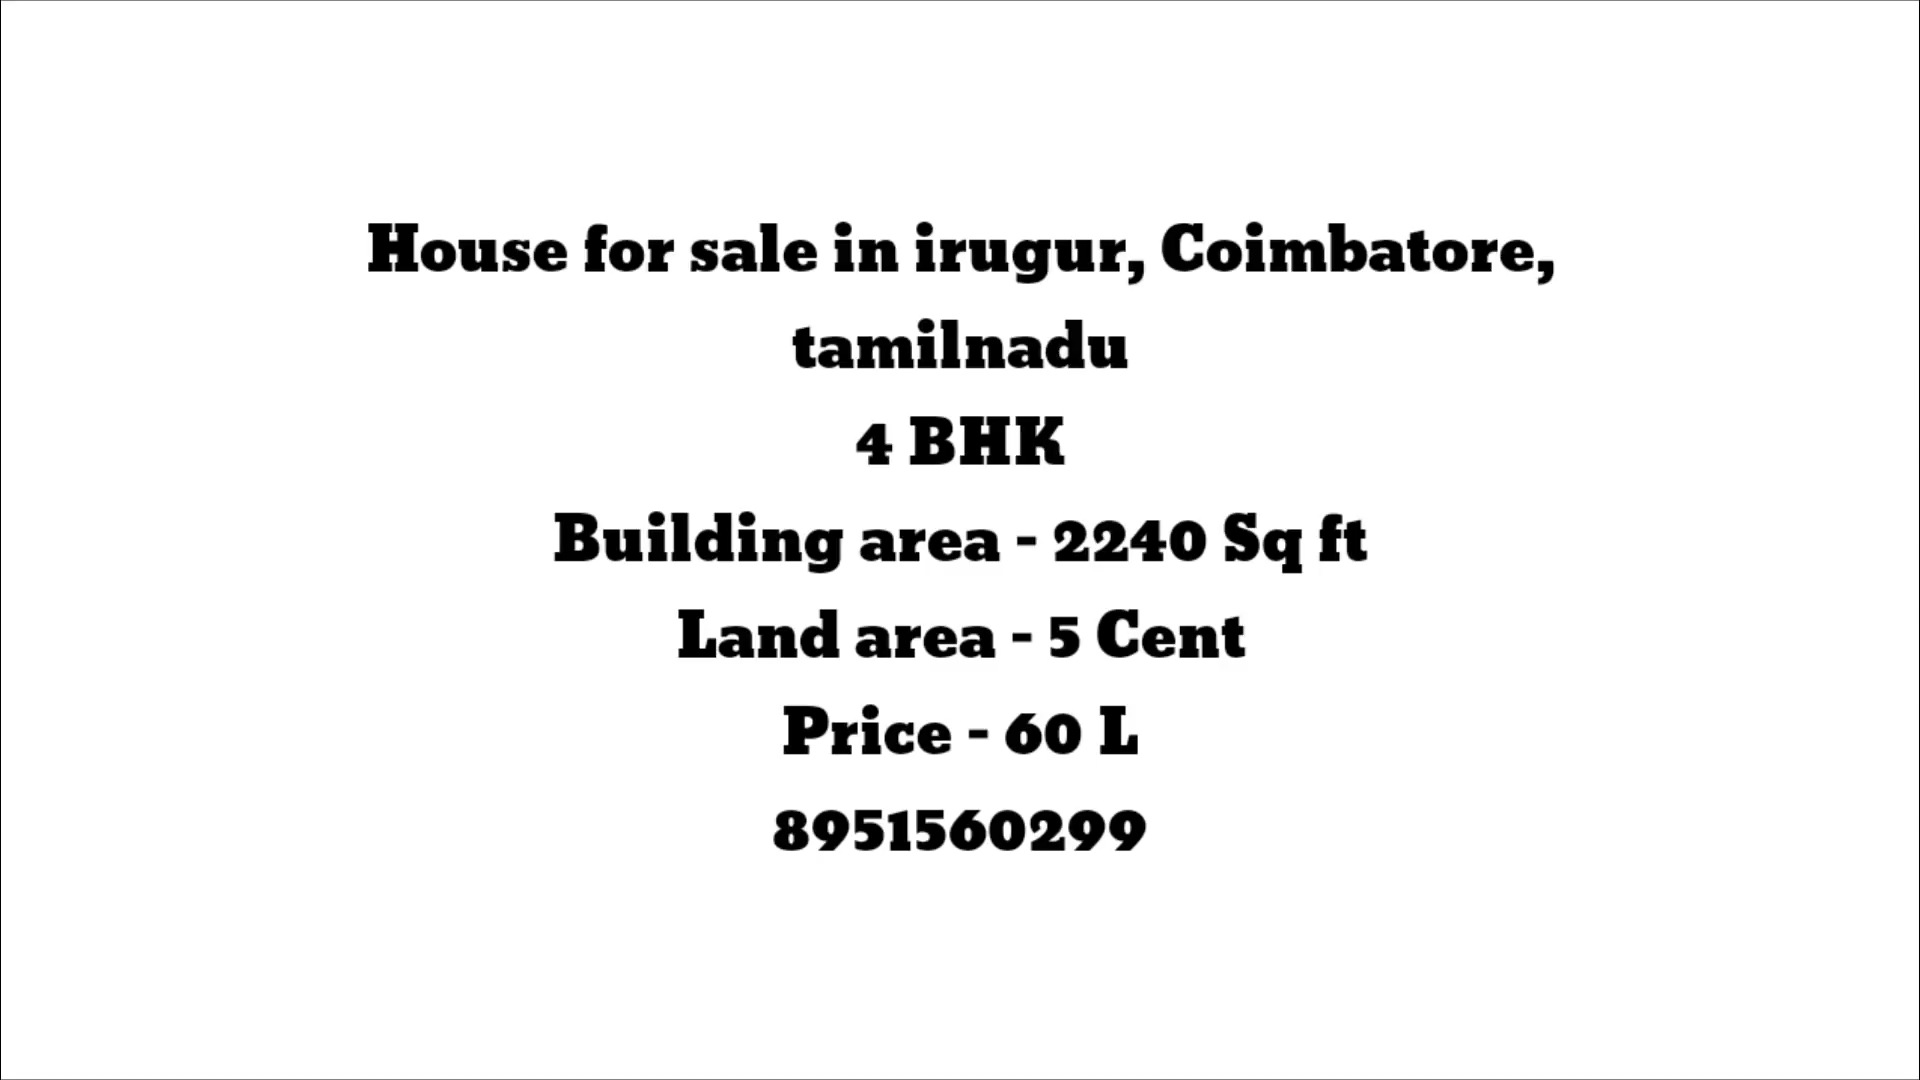 House for sale in irugur, Coimbatore,
tamilnadu
4 BHK
Building area - 2240 Sq ft
Land area - 5 Cent
Price - 60 L
8951560299